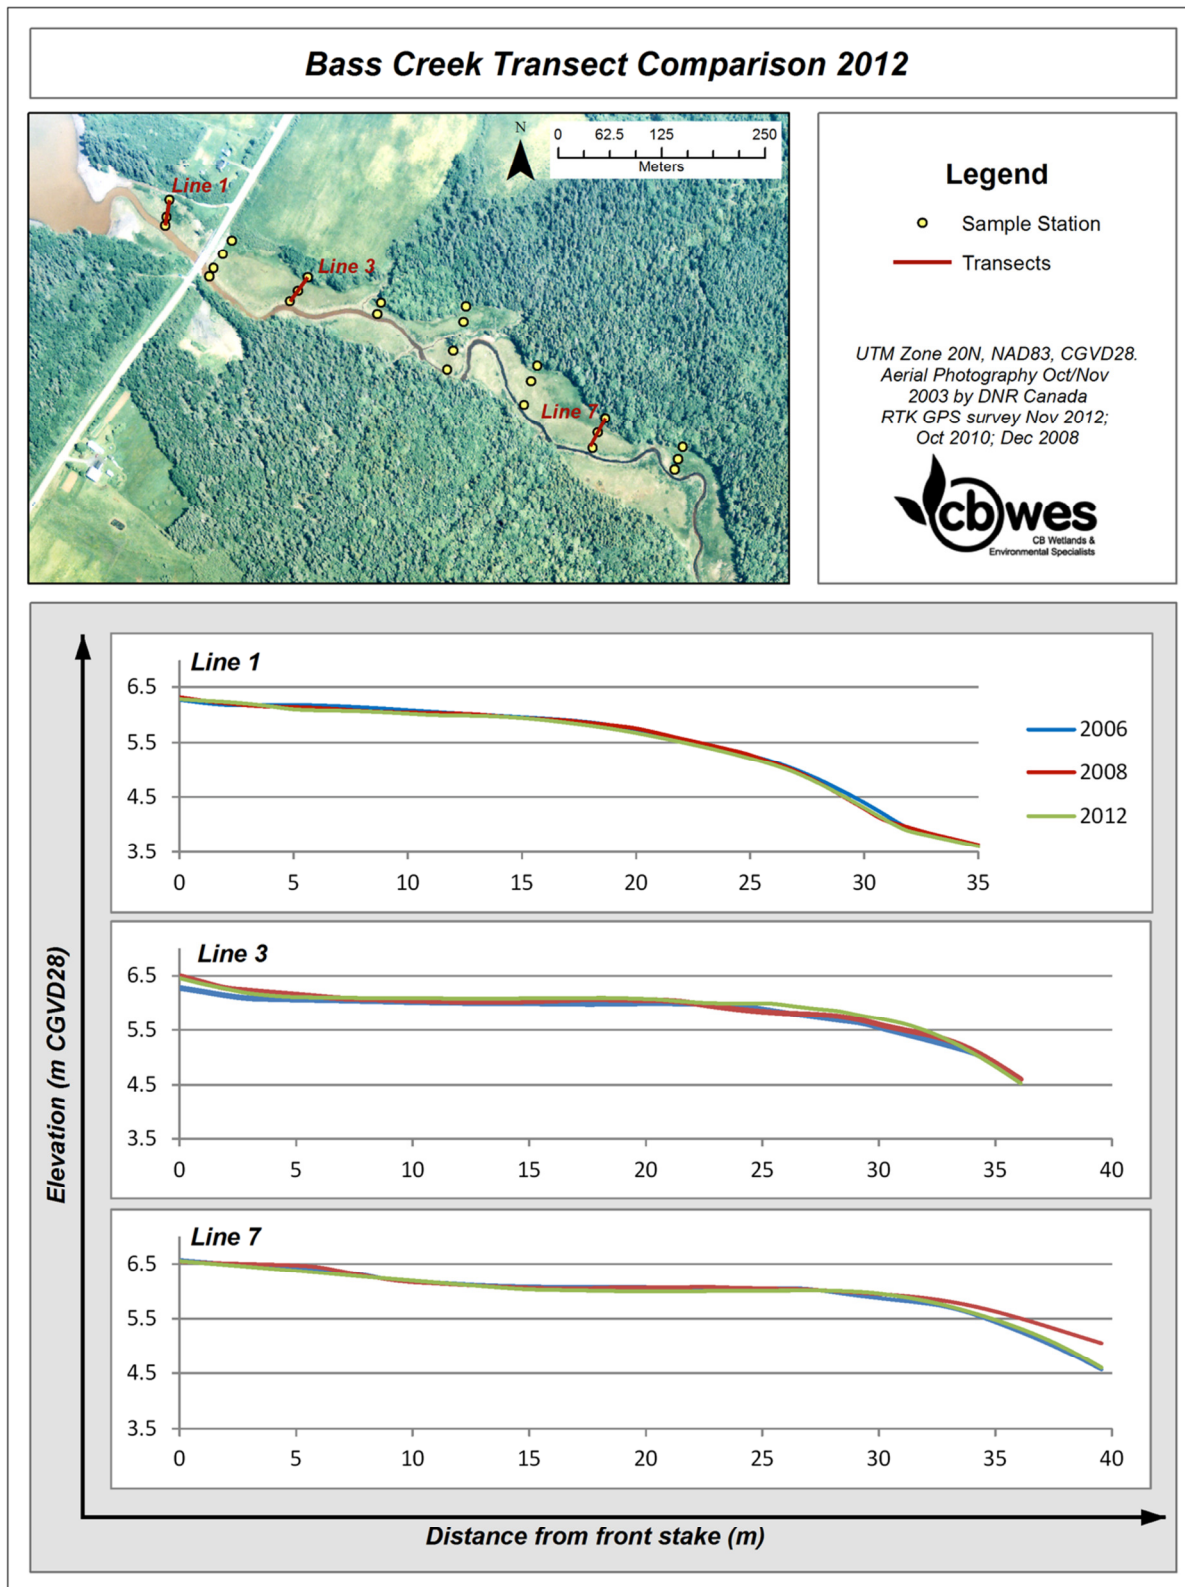 Bass Creek Transect Comparison 2012
N
0 62.5 125 250
Meters
Line 1
Line 3
Line 7
Legend
Sample Station
Transects
UTM Zone 20N, NAD83, CGVD28.
Aerial Photography Oct/Nov
2003 by DNR Canada
RTK GPS survey Nov 2012;
Oct 2010; Dec 2008
cbwes
CB Wetlands &
Environmental Specialists
Elevation (m CGVD28)
Line 1
6.5
5.5
4.5
3.5
0 5 10 15 20 25 30 35
2006
2008
2012
Line 3
6.5
5.5
4.5
3.5
0 5 10 15 20 25 30 35 40
Line 7
6.5
5.5
4.5
3.5
0 5 10 15 20 25 30 35 40
Distance from front stake (m)